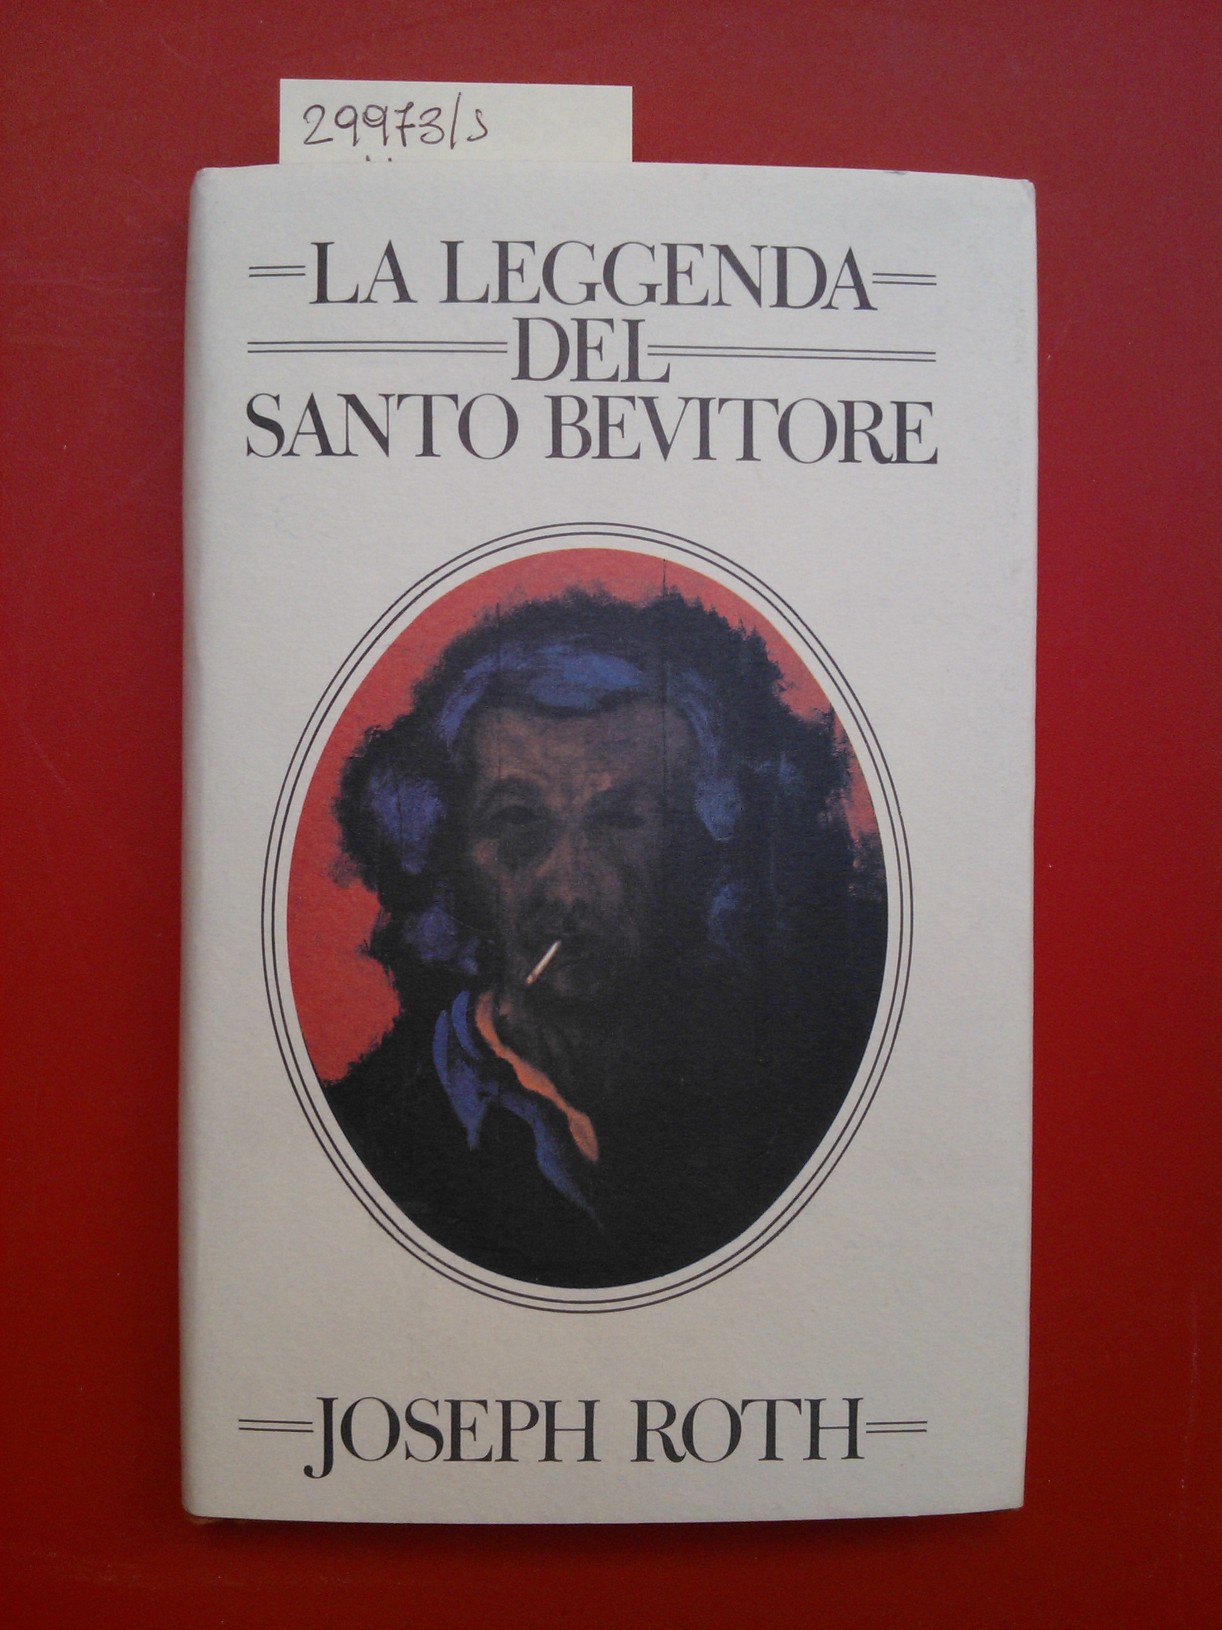 29973/s
LA LEGGENDA
DEL
SANTO BEVITORE
JOSEPH ROTH